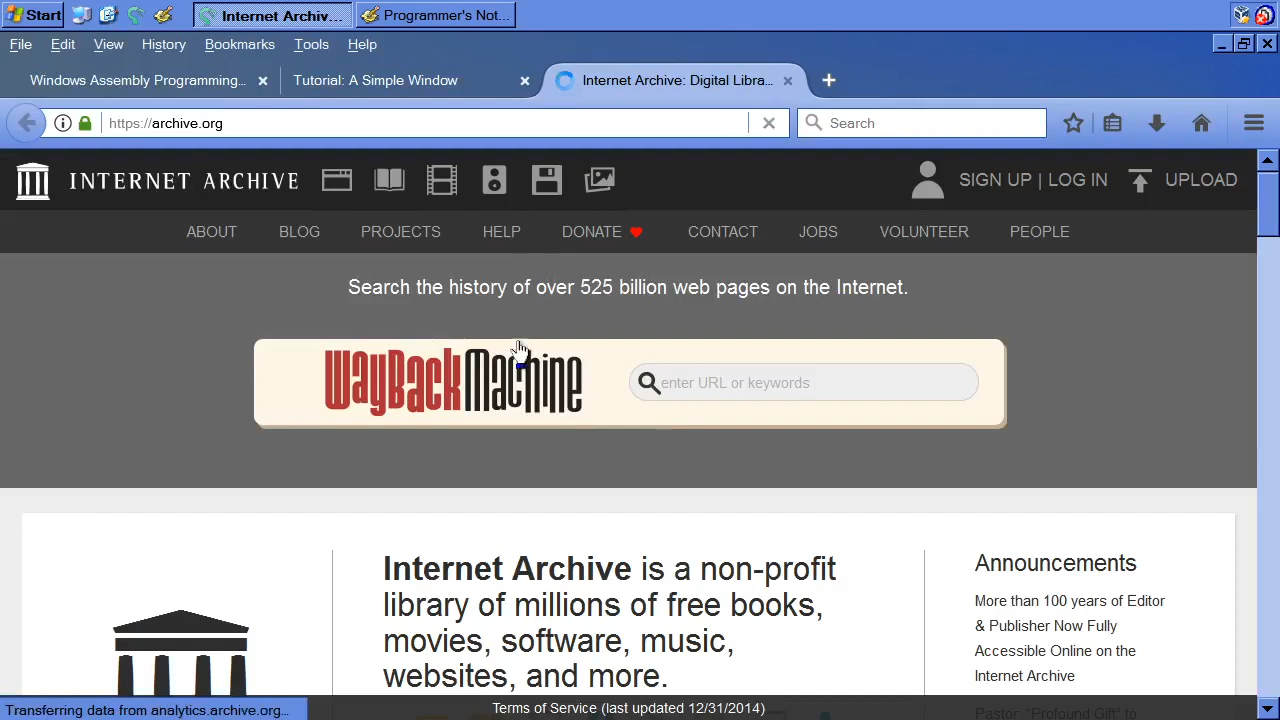 Start
Internet Archiv...
Programmer's Not...
File Edit View History Bookmarks Tools Help
Windows Assembly Programming...
Tutorial: A Simple Window
Internet Archive: Digital Libra...
https://archive.org
Search
INTERNET ARCHIVE
SIGN UP | LOG IN
UPLOAD
ABOUT BLOG PROJECTS HELP DONATE CONTACT JOBS VOLUNTEER PEOPLE
Search the history of over 525 billion web pages on the Internet.
WayBackMachine
enter URL or keywords
Internet Archive is a non-profit
library of millions of free books,
movies, software, music,
websites, and more.
Announcements
More than 100 years of Editor
& Publisher Now Fully
Accessible Online on the
Internet Archive
Pastor, "Profound Gift" to
Transferring data from analytics.archive.org...
Terms of Service (last updated 12/31/2014)